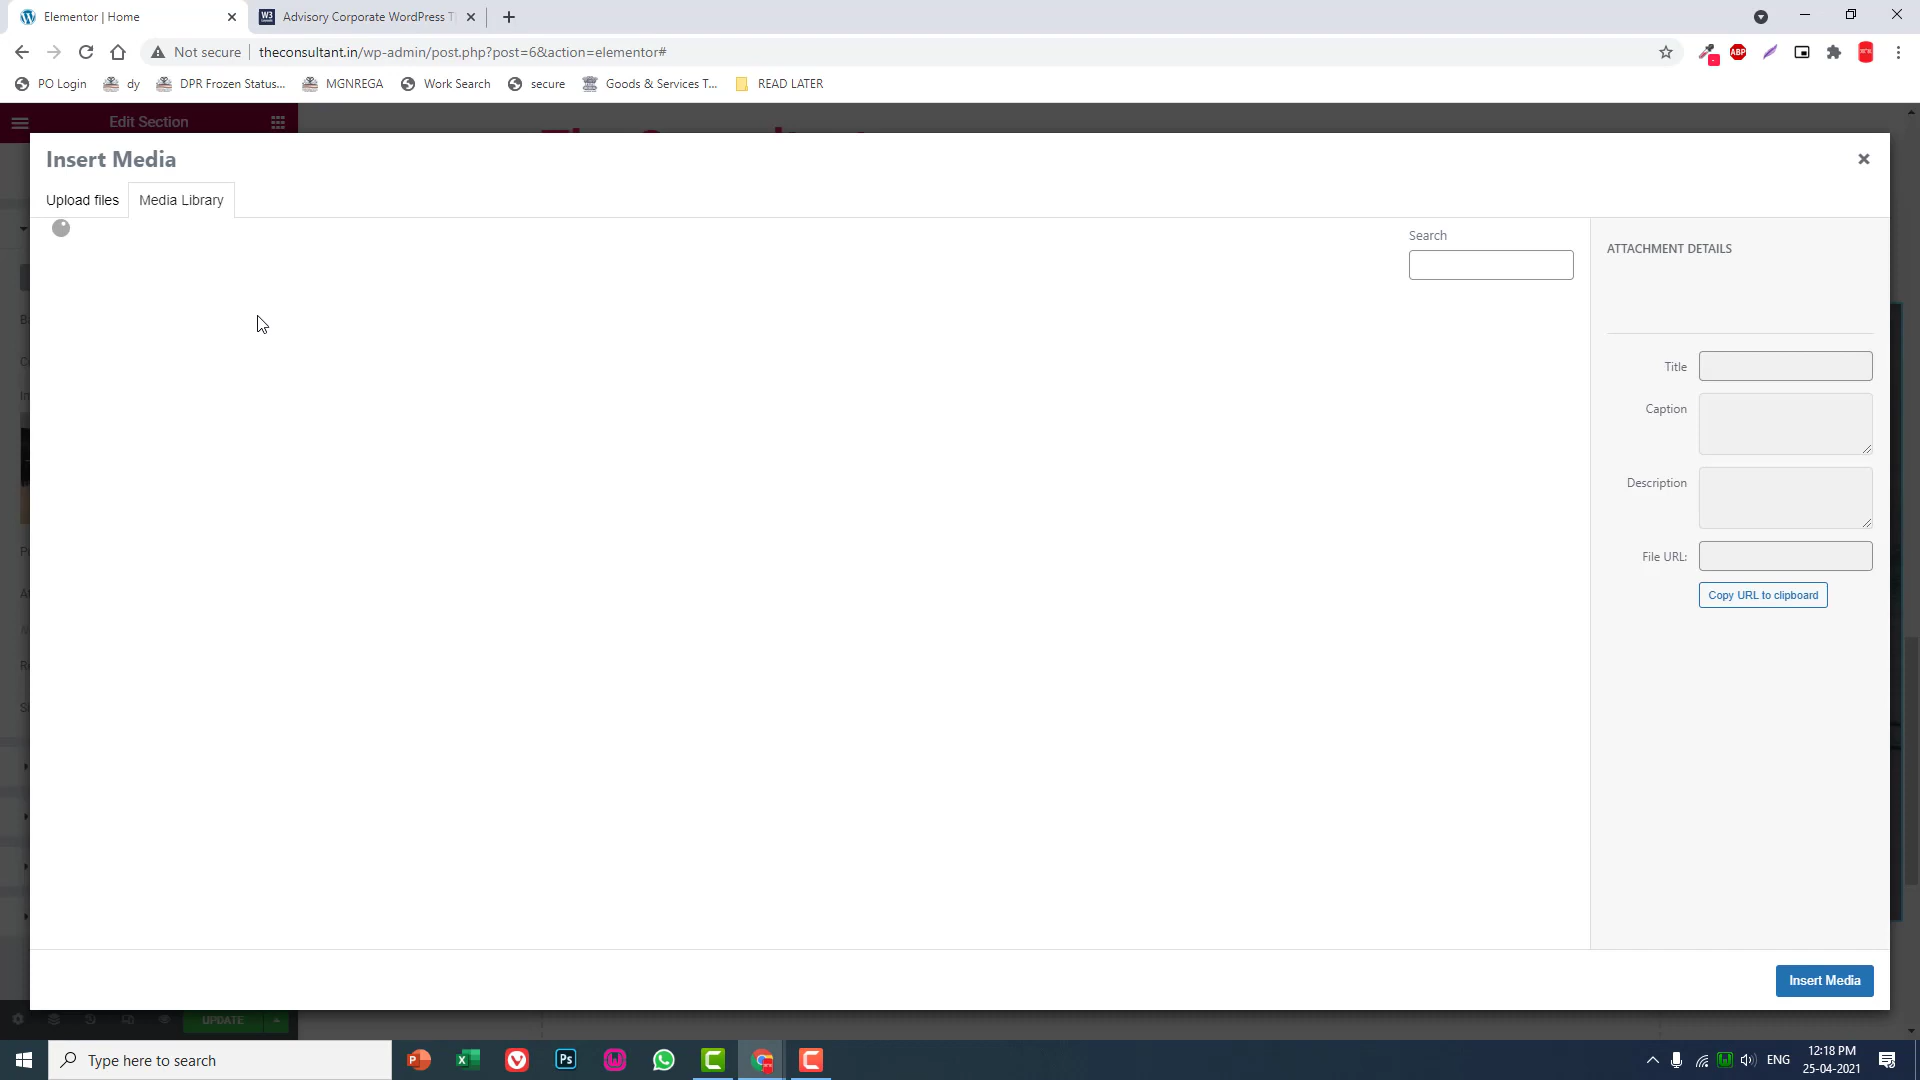 Elementor | Home
Advisory Corporate WordPress T
Not secure
theconsultant.in/wp-admin/post.php?post=6&action=elementor#
PO Login
dy
DPR Frozen Status...
MGNREGA
Work Search
secure
Goods & Services T...
READ LATER
Edit Section
Insert Media
Upload files
Media Library
Search
ATTACHMENT DETAILS
Title
Caption
Description
File URL:
Copy URL to clipboard
Insert Media
UPDATE
Type here to search
ENG
12:18 PM
25-04-2021